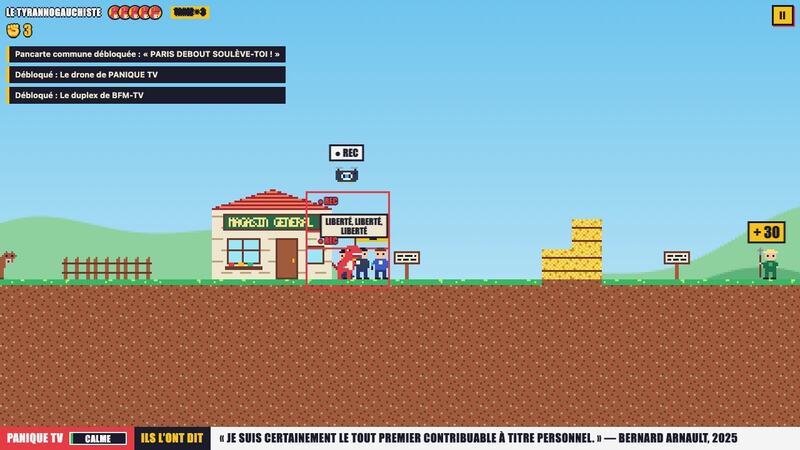 LE TYRANNOGAUCHISTE
3
Pancarte commune débloquée : « PARIS DEBOUT SOULÈVE-TOI ! »
Débloqué : Le drone de PANIQUE TV
Débloqué : Le duplex de BFM-TV
● REC
● REC
MAGASIN GENERAL
LIBERTÉ, LIBERTÉ,
LIBERTÉ
● REC
+30
PANIQUE TV
CALME
ILS L'ONT DIT
« JE SUIS CERTAINEMENT LE TOUT PREMIER CONTRIBUABLE À TITRE PERSONNEL. » — BERNARD ARNAULT, 2025